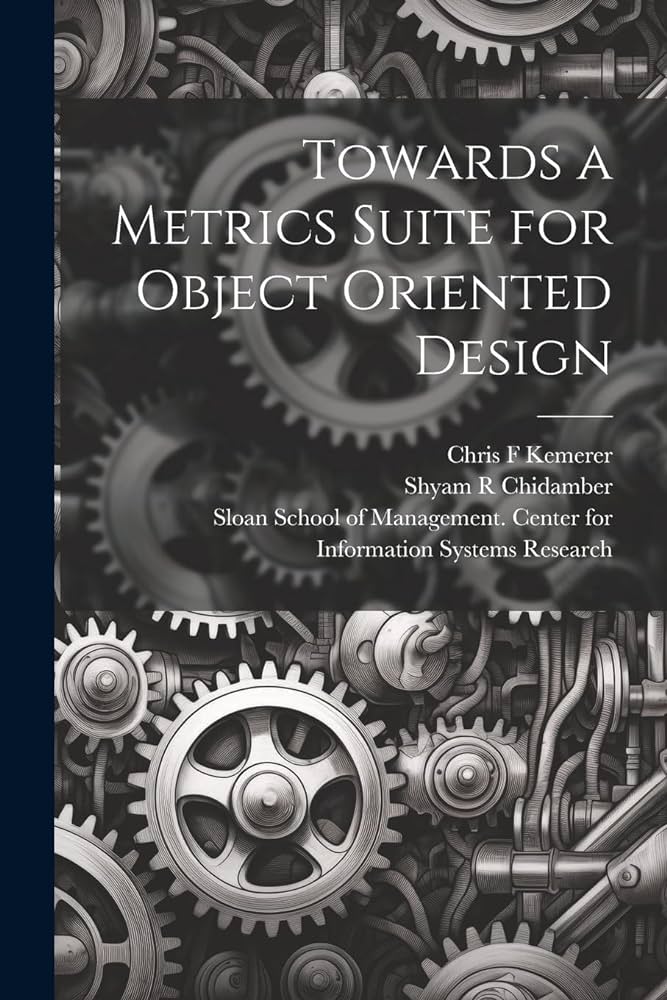 Towards a
Metrics Suite for
Object Oriented
Design
Chris F Kemerer
Shyam R Chidamber
Sloan School of Management. Center for
Information Systems Research